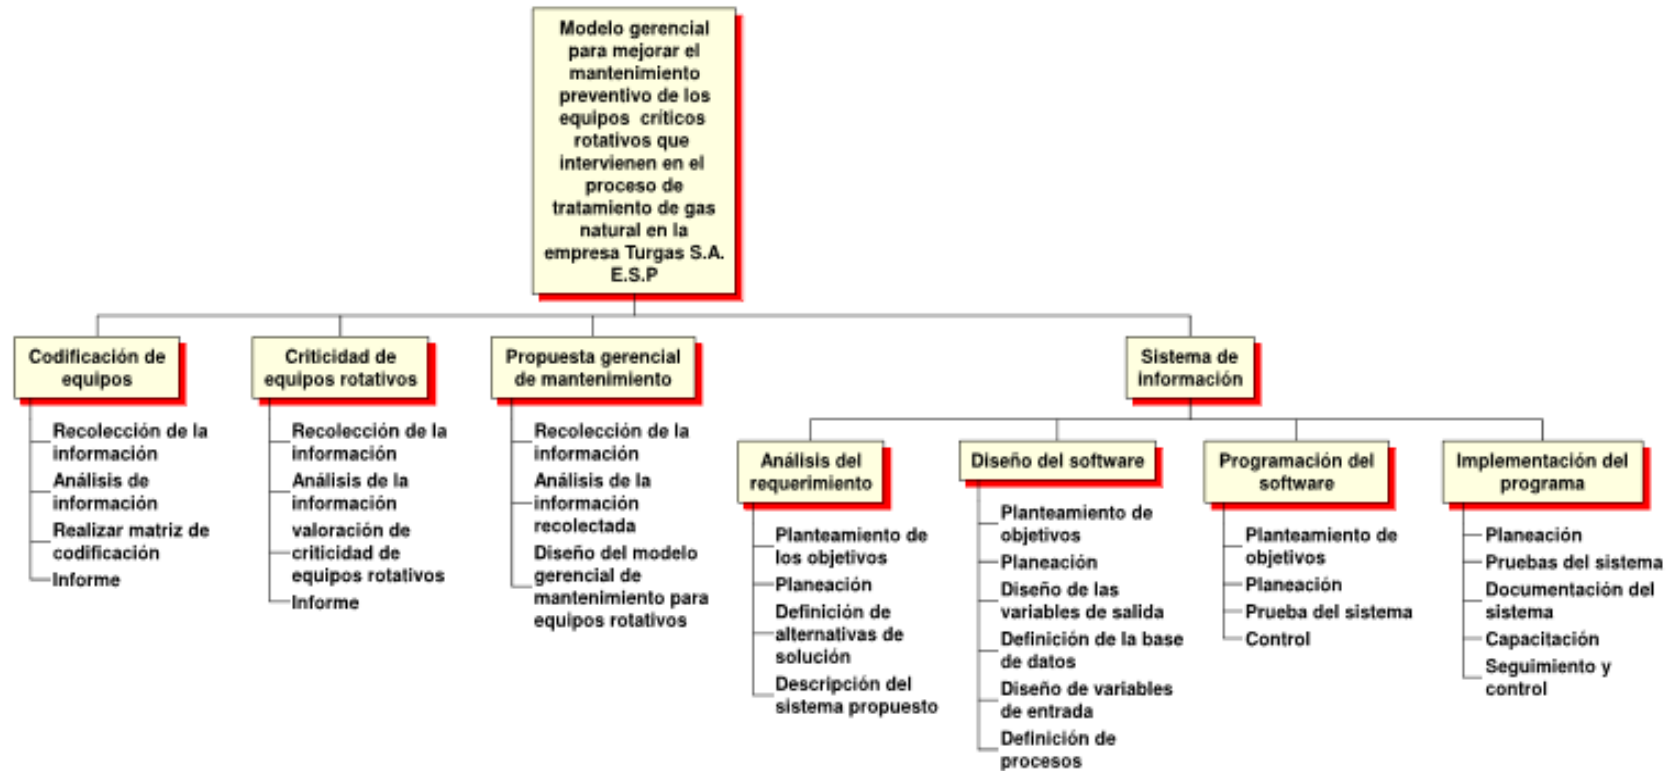 Modelo gerencial
para mejorar el
mantenimiento
preventivo de los
equipos críticos
rotativos que
intervienen en el
proceso de
tratamiento de gas
natural en la
empresa Turgas S.A.
E.S.P
Codificación de
equipos
Recolección de la
información
Análisis de
información
Realizar matriz de
codificación
Informe
Criticidad de
equipos rotativos
Recolección de la
información
Análisis de la
información
valoración de
criticidad de
equipos rotativos
Informe
Propuesta gerencial
de mantenimiento
Recolección de la
información
Análisis de la
información
recolectada
Diseño del modelo
gerencial de
mantenimiento para
equipos rotativos
Sistema de
información
Análisis del
requerimiento
Planteamiento de
los objetivos
Planeación
Definición de
alternativas de
solución
Descripción del
sistema propuesto
Diseño del software
Planteamiento de
objetivos
Planeación
Diseño de las
variables de salida
Definición de la base
de datos
Diseño de variables
de entrada
Definición de
procesos
Programación del
software
Planteamiento de
objetivos
Planeación
Prueba del sistema
Control
Implementación del
programa
Planeación
Pruebas del sistema
Documentación del
sistema
Capacitación
Seguimiento y
control